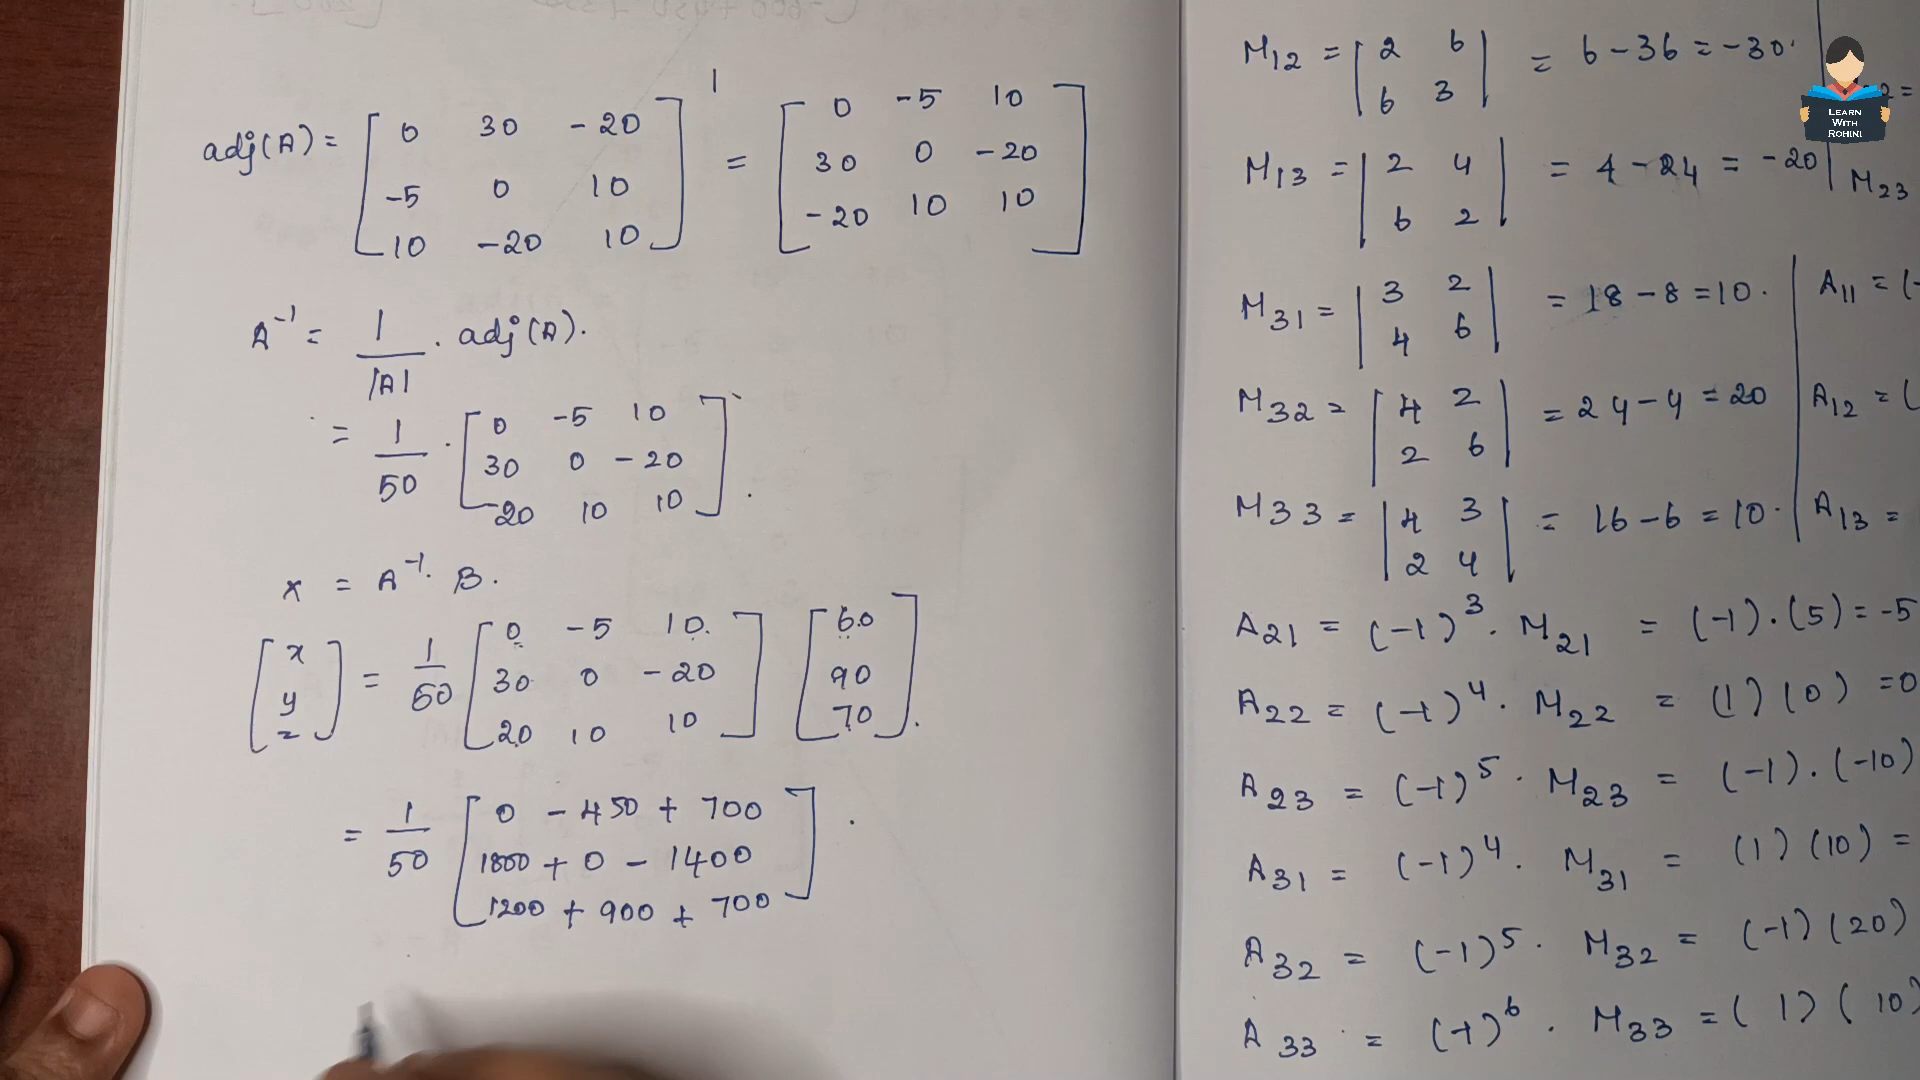 adj(A) = [ 0 30 -20 ]' = [ 0 -5 10 ]
[ -5 0 10 ] [ 30 0 -20 ]
[ 10 -20 10 ] [ -20 10 10 ]
A⁻¹ = 1/|A| . adj(A).
= 1/50 . [ 0 -5 10 ]
[ 30 0 -20 ]
[ -20 10 10 ]
x = A⁻¹. B.
[ x ] = 1/50 [ 0 -5 10. ] [ 60 ]
[ y ] [ 30 0 -20 ] [ 90 ]
[ z ] [ 20 10 10 ] [ 70 ].
= 1/50 [ 0 - 450 + 700 ] .
[ 1800 + 0 - 1400 ]
[ 1200 + 900 + 700 ]
M12 = | 2 6 | = 6 - 36 = -30.
| 6 3 |
M13 = | 2 4 | = 4 - 24 = -20 | M23
| 6 2 |
M31 = | 3 2 | = 18 - 8 = 10. | A11 = (-
| 4 6 |
M32 = | 4 2 | = 24 - 4 = 20 | A12 = (
| 2 6 |
M33 = | 4 3 | = 16 - 6 = 10. | A13 =
| 2 4 |
A21 = (-1)³. M21 = (-1).(5) = -5
A22 = (-1)⁴. M22 = (1)(0) = 0
A23 = (-1)⁵. M23 = (-1).(-10)
A31 = (-1)⁴. M31 = (1)(10) =
A32 = (-1)⁵. M32 = (-1)(20)
A33 = (-1)⁶. M33 = (1)(10)
LEARN
WITH
ROHINI